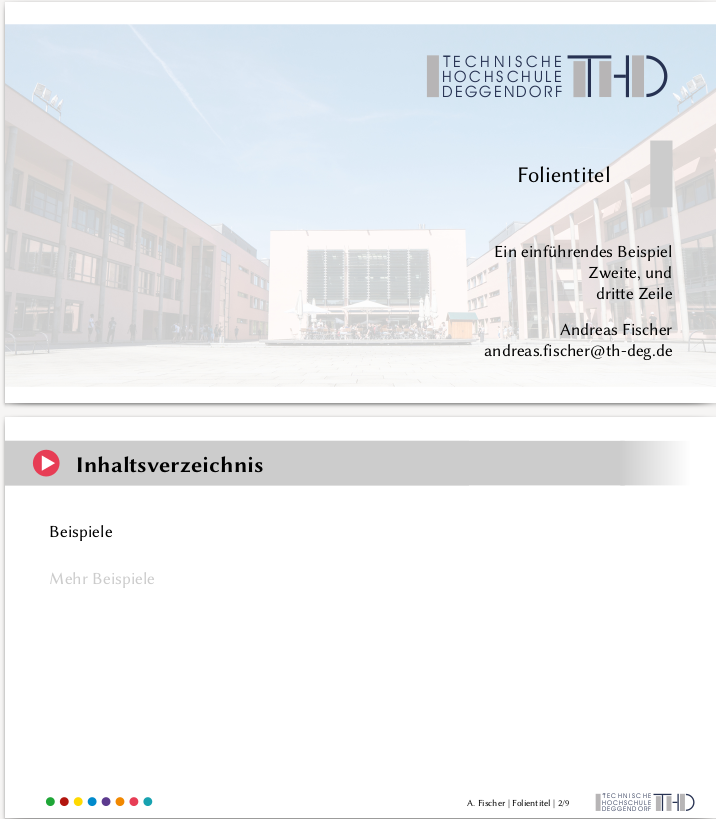 TECHNISCHE
HOCHSCHULE
DEGGENDORF
THD
Folientitel
Ein einführendes Beispiel
Zweite, und
dritte Zeile
Andreas Fischer
andreas.fischer@th-deg.de
Inhaltsverzeichnis
Beispiele
Mehr Beispiele
A. Fischer | Folientitel | 2/9
TECHNISCHE
HOCHSCHULE
DEGGENDORF
THD